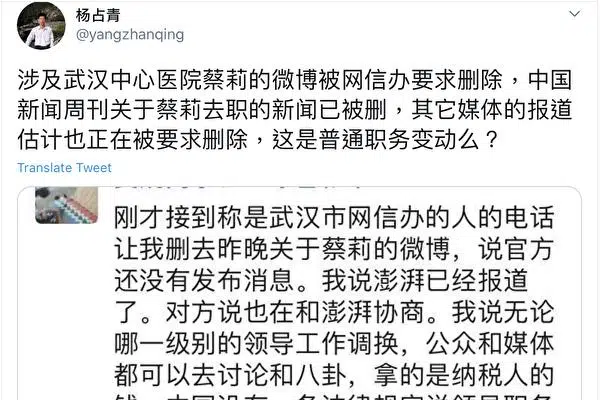 杨占青
@yangzhanqing
涉及武汉中心医院蔡莉的微博被网信办要求删除，中国
新闻周刊关于蔡莉去职的新闻已被删，其它媒体的报道
估计也正在被要求删除，这是普通职务变动么？
Translate Tweet
刚才接到称是武汉市网信办的人的电话
让我删去昨晚关于蔡莉的微博，说官方
还没有发布消息。我说澎湃已经报道
了。对方说也在和澎湃协商。我说无论
哪一级别的领导工作调换，公众和媒体
都可以去讨论和八卦，拿的是纳税人的